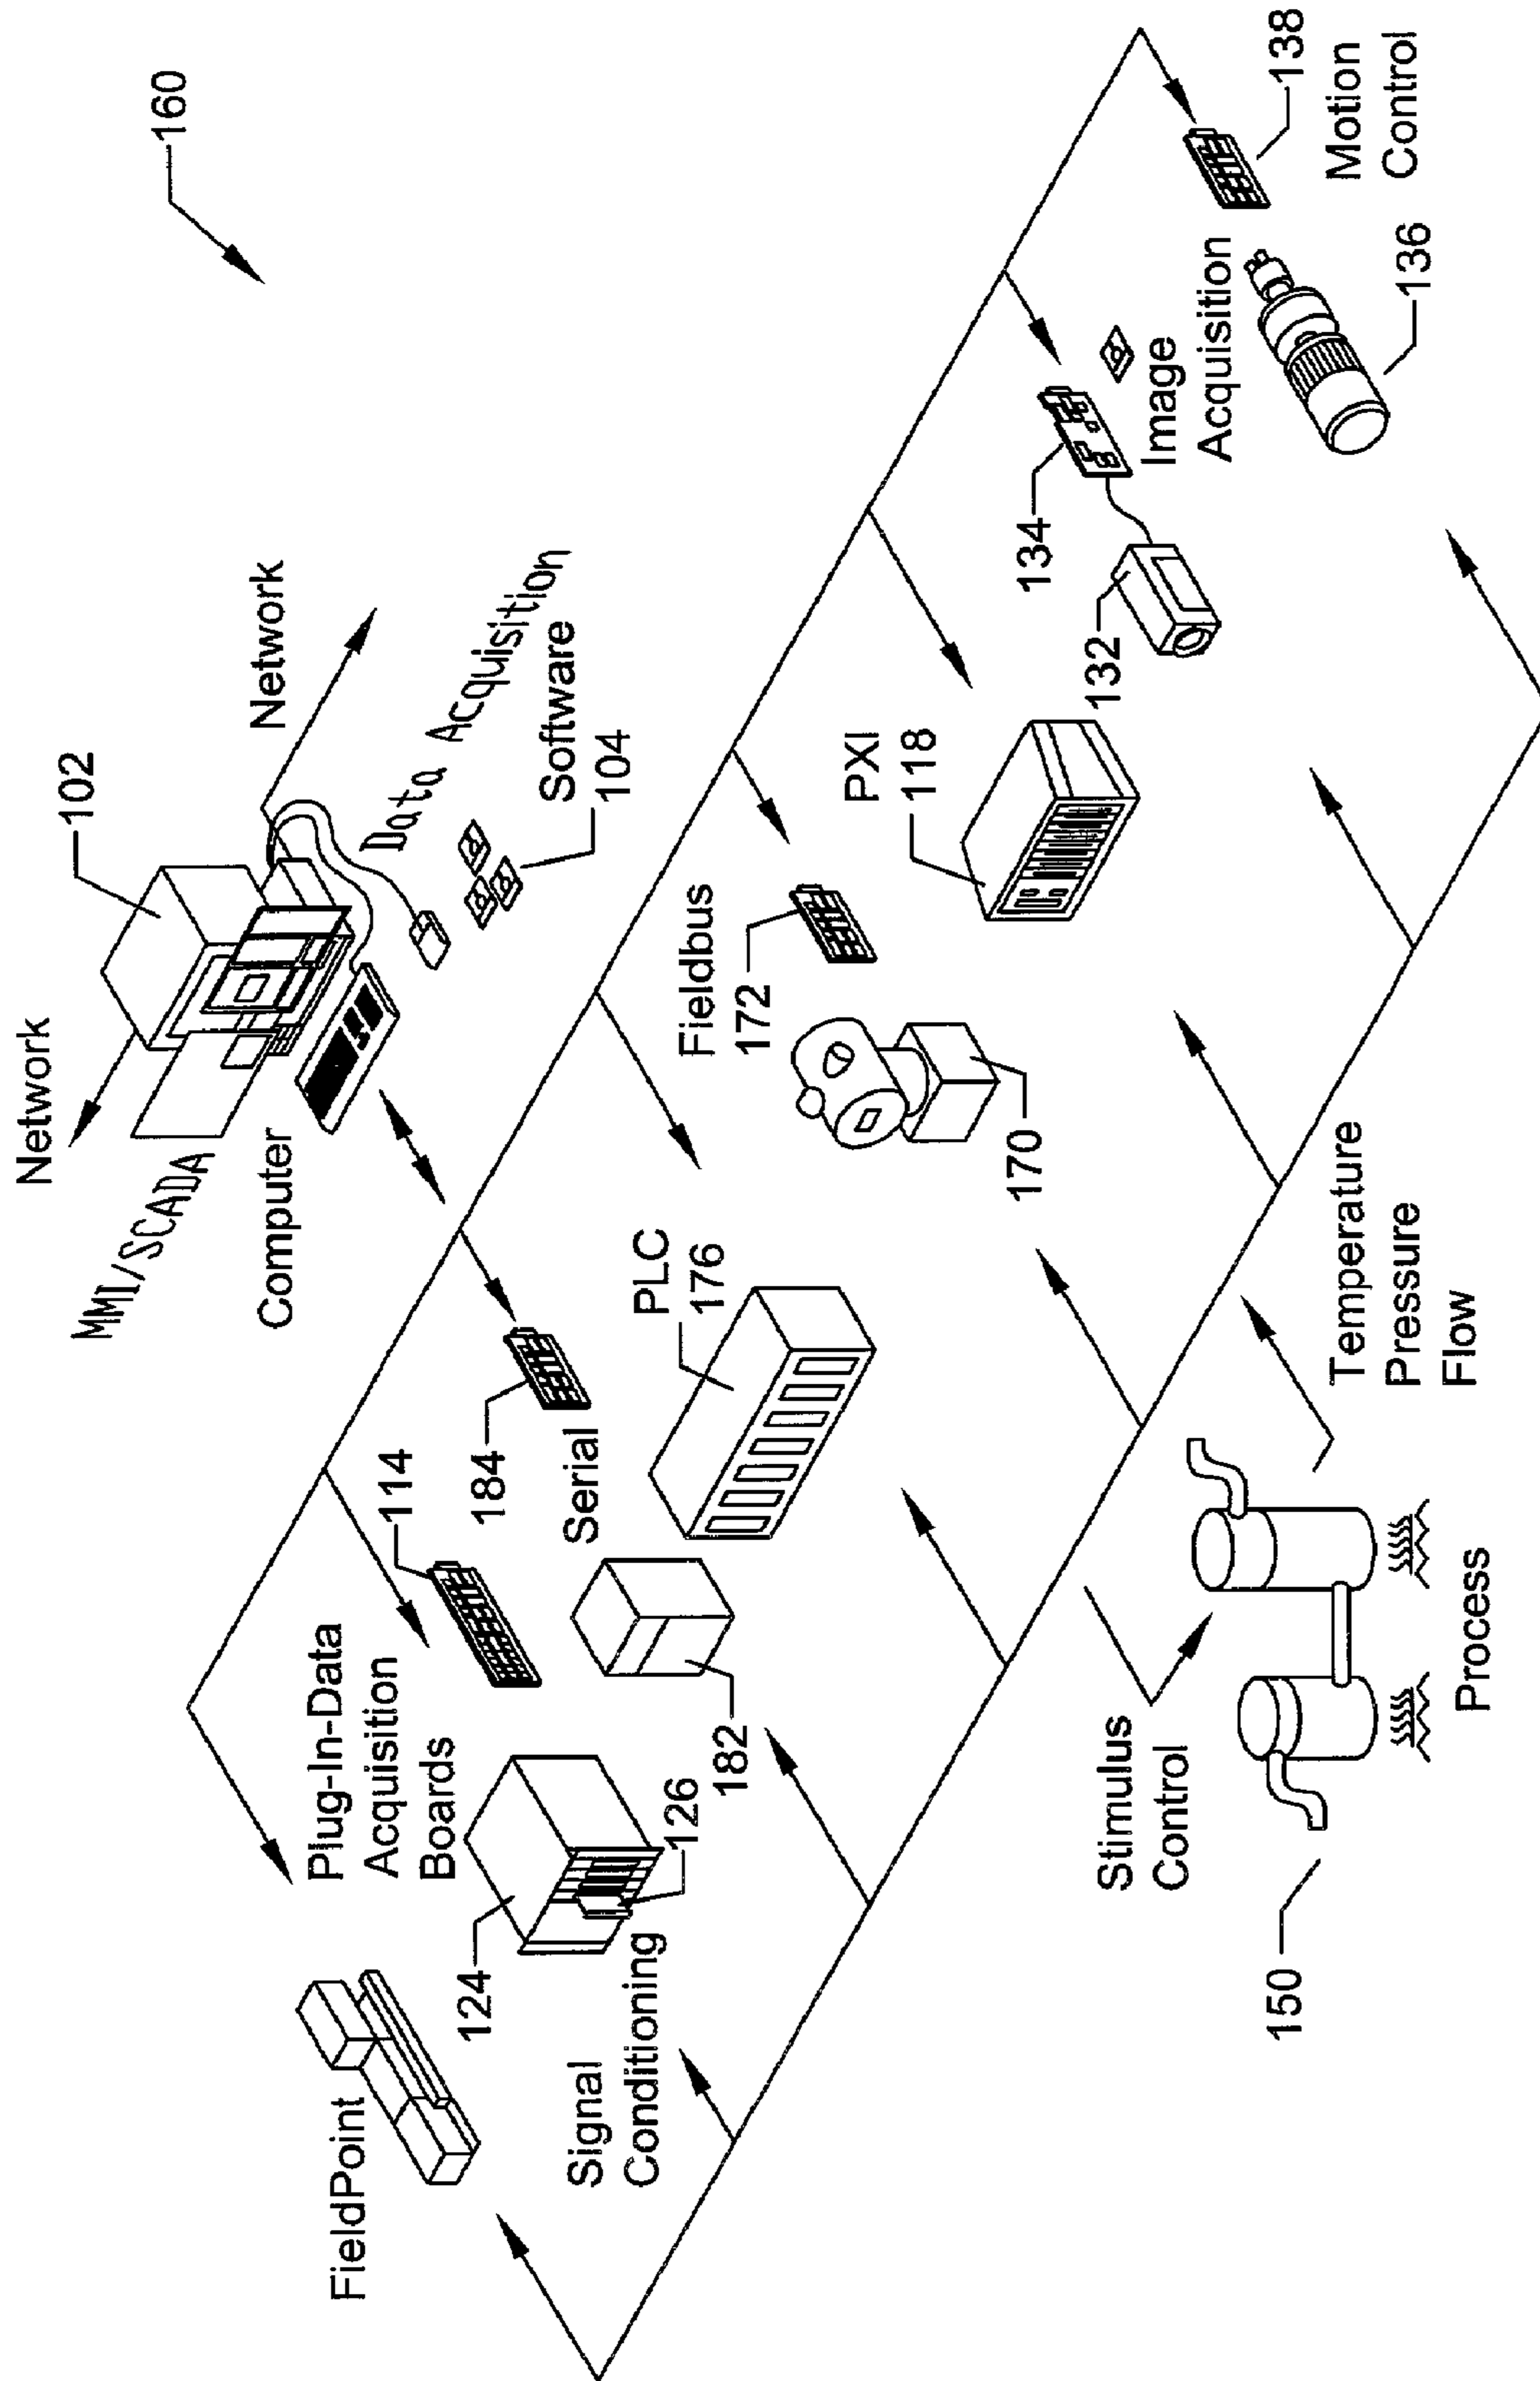 160
Network
102
Network
MMI/SCADA
Computer
Data Acquisition
Software
104
FieldPoint
Plug-In-Data
Acquisition
Boards
114
184
Serial
124
126
Signal
Conditioning
182
PLC
176
Fieldbus
172
170
PXI
118
134
132
Image
Acquisition
138
Motion
Control
136
Stimulus
Control
150
Process
Temperature
Pressure
Flow